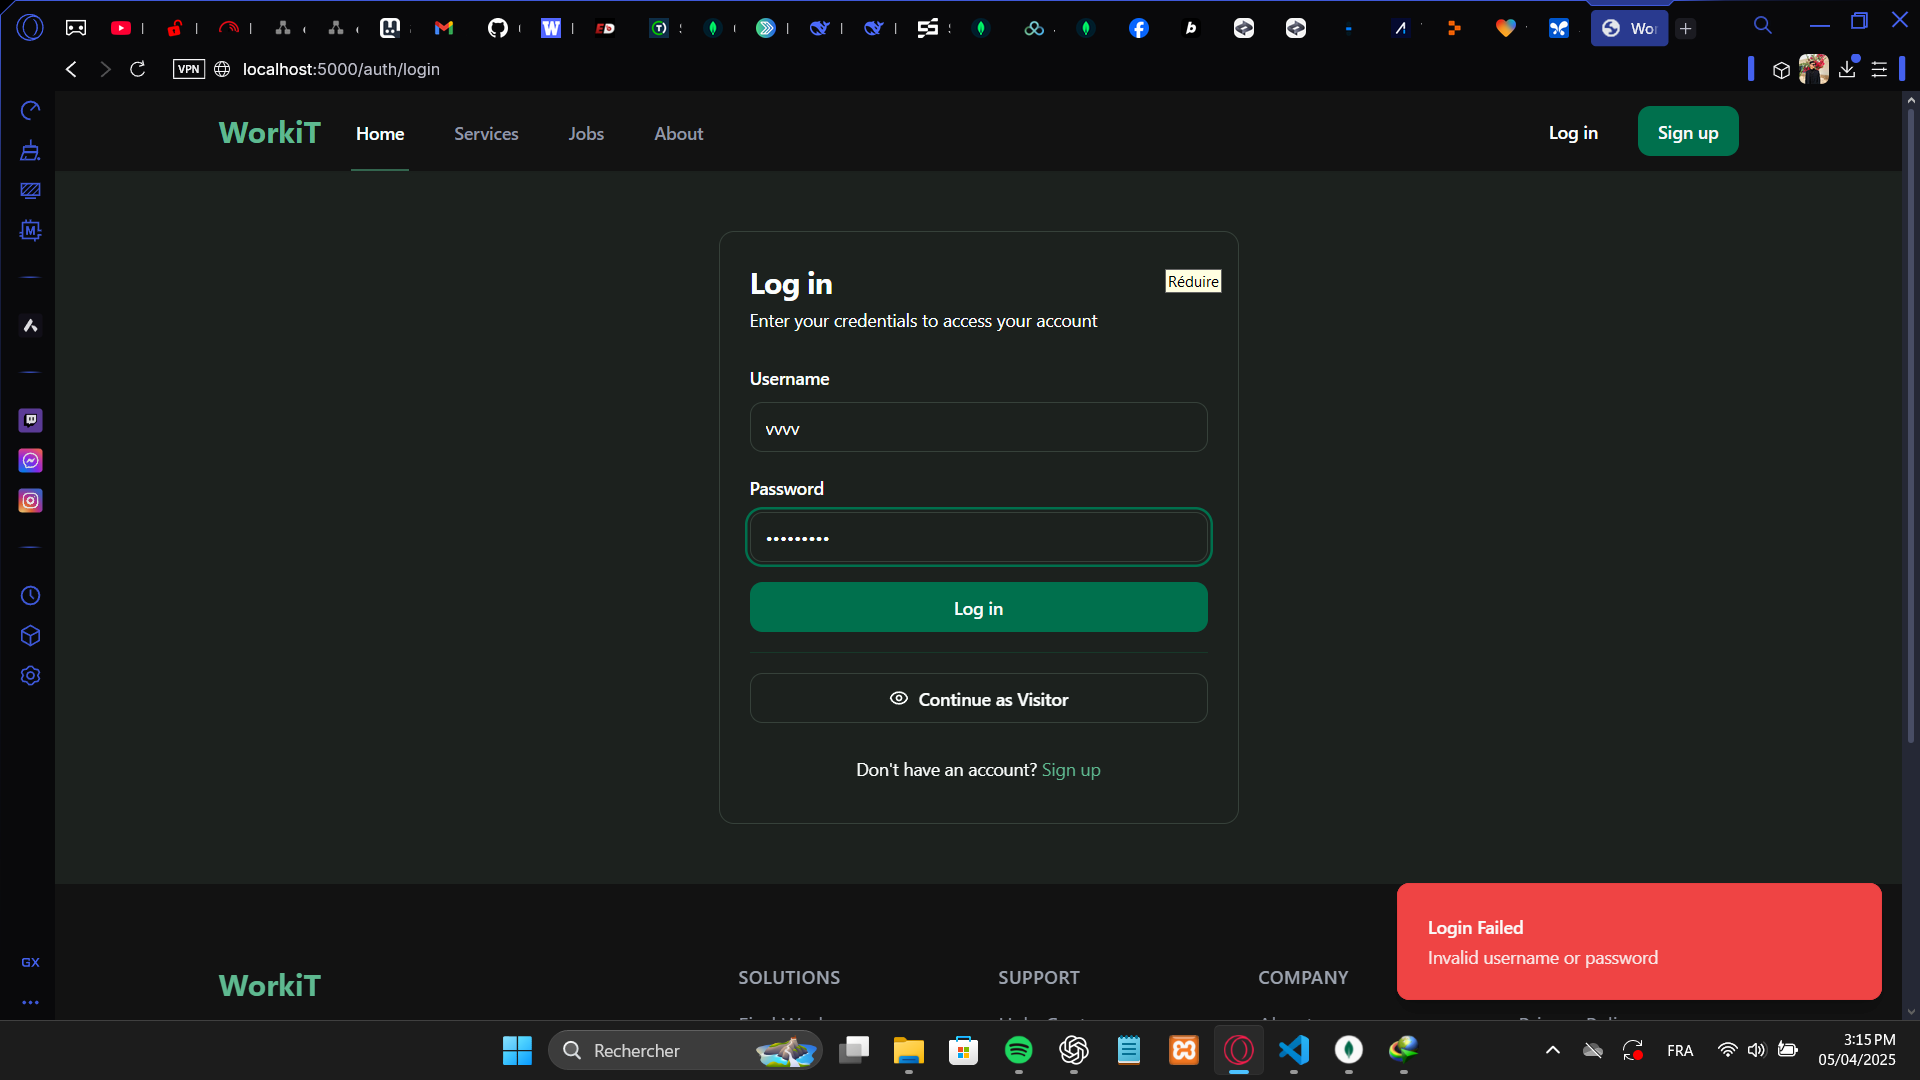 Wo
VPN
localhost:5000/auth/login
WorkiT
Home
Services
Jobs
About
Log in
Sign up
Log in
Réduire
Enter your credentials to access your account
Username
vvvv
Password
•••••••••
Log in
Continue as Visitor
Don't have an account? Sign up
Login Failed
Invalid username or password
WorkiT
SOLUTIONS
SUPPORT
COMPANY
GX
Rechercher
FRA
3:15 PM
05/04/2025